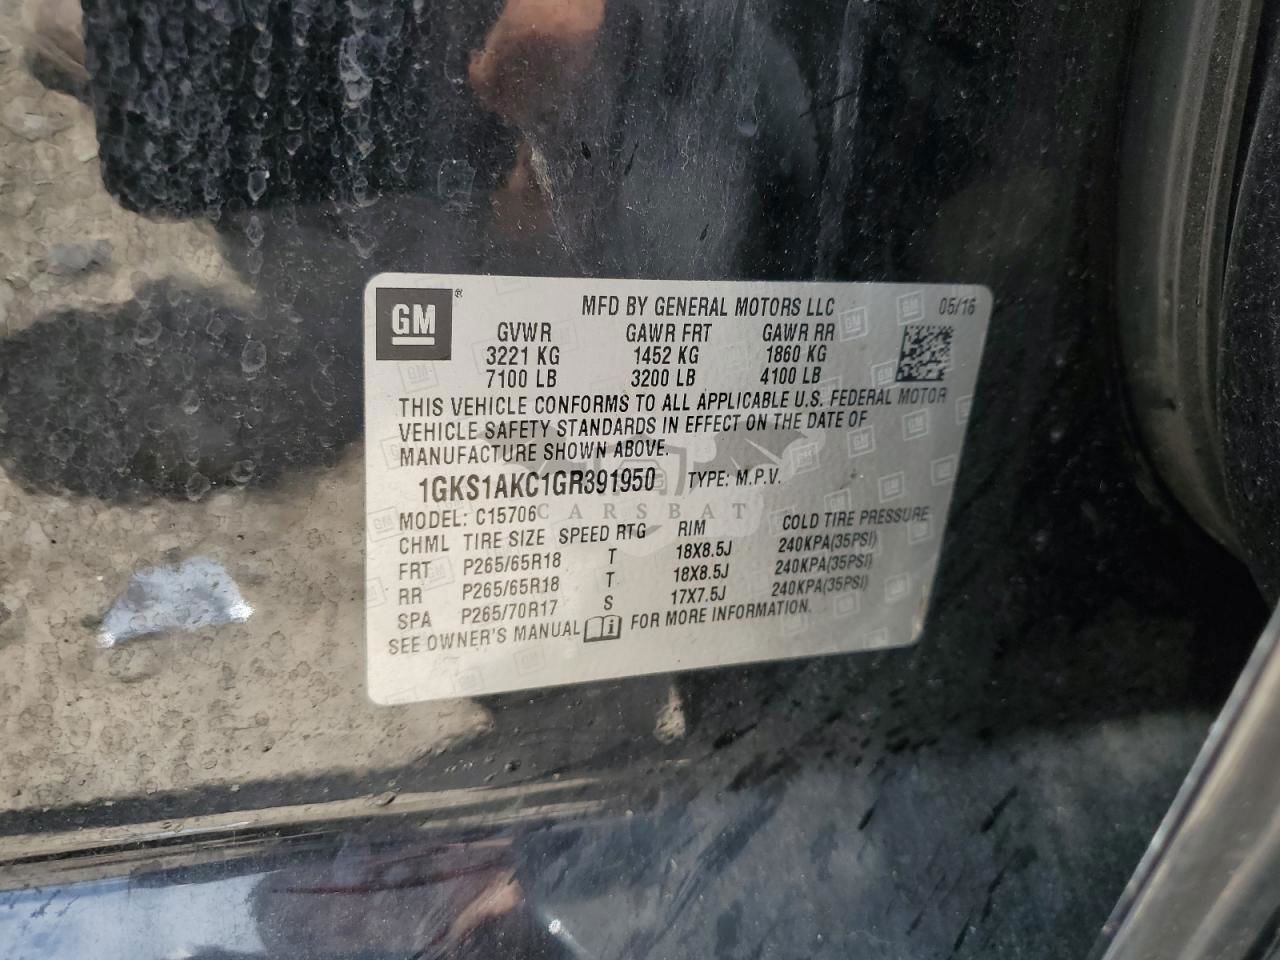 GM® MFD BY GENERAL MOTORS LLC 05/16
GVWR GAWR FRT GAWR RR
3221 KG 1452 KG 1860 KG
7100 LB 3200 LB 4100 LB
THIS VEHICLE CONFORMS TO ALL APPLICABLE U.S. FEDERAL MOTOR
VEHICLE SAFETY STANDARDS IN EFFECT ON THE DATE OF
MANUFACTURE SHOWN ABOVE.
1GKS1AKC1GR391950 TYPE: M.P.V.
CARSBAT
MODEL: C15706
CHML TIRE SIZE SPEED RTG RIM COLD TIRE PRESSURE
FRT P265/65R18 T 18X8.5J 240KPA(35PSI)
RR P265/65R18 T 18X8.5J 240KPA(35PSI)
SPA P265/70R17 S 17X7.5J 240KPA(35PSI)
SEE OWNER'S MANUAL i FOR MORE INFORMATION.